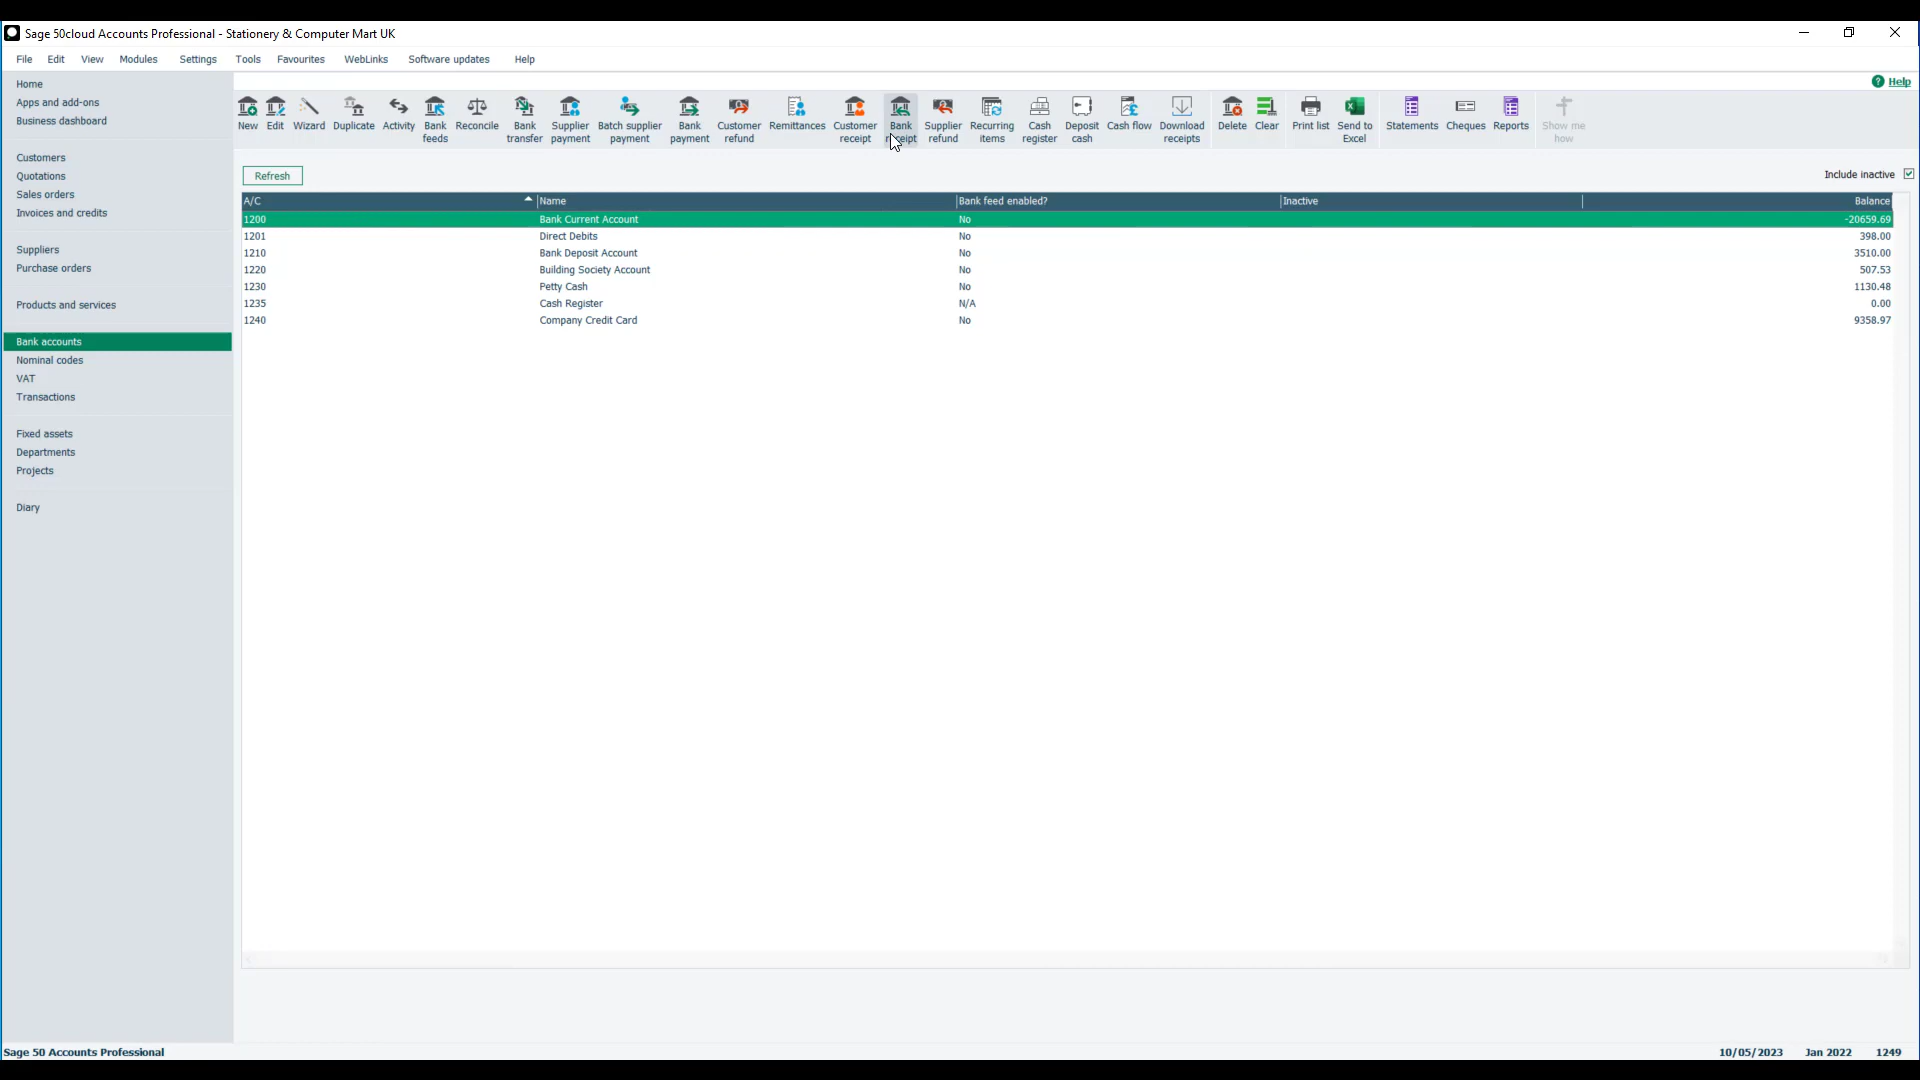 Sage 50cloud Accounts Professional - Stationery & Computer Mart UK
File Edit View Modules Settings Tools Favourites WebLinks Software updates Help
Help
Home
Apps and add-ons
Business dashboard
Customers
Quotations
Sales orders
Invoices and credits
Suppliers
Purchase orders
Products and services
Bank accounts
Nominal codes
VAT
Transactions
Fixed assets
Departments
Projects
Diary
New Edit Wizard Duplicate Activity Bank feeds Reconcile Bank transfer Supplier payment Batch supplier payment Bank payment Customer refund Remittances Customer receipt Bank receipt Supplier refund Recurring items Cash register Deposit cash Cash flow Download receipts Delete Clear Print list Send to Excel Statements Cheques Reports Show me how
Refresh Include inactive
A/C Name Bank feed enabled? Inactive Balance
1200 Bank Current Account No -20659.69
1201 Direct Debits No 398.00
1210 Bank Deposit Account No 3510.00
1220 Building Society Account No 507.53
1230 Petty Cash No 1130.48
1235 Cash Register N/A 0.00
1240 Company Credit Card No 9358.97
Sage 50 Accounts Professional 10/05/2023 Jan 2022 1249